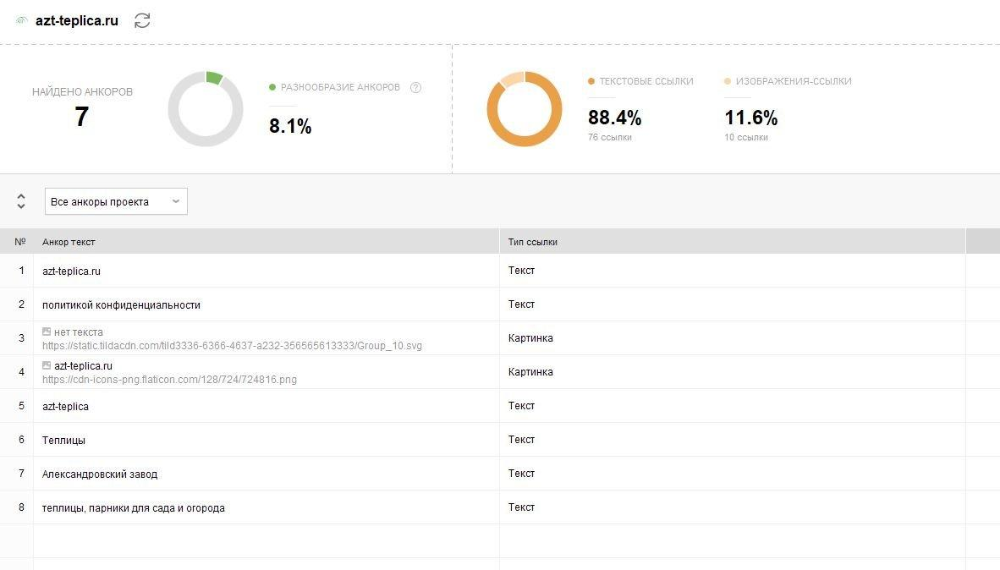 azt-teplica.ru
НАЙДЕНО АНКОРОВ
7
РАЗНООБРАЗИЕ АНКОРОВ ?
8.1%
ТЕКСТОВЫЕ ССЫЛКИ
88.4%
76 ссылки
ИЗОБРАЖЕНИЯ-ССЫЛКИ
11.6%
10 ссылки
Все анкоры проекта
№ Анкор текст Тип ссылки
1 azt-teplica.ru Текст
2 политикой конфиденциальности Текст
3 нет текста Картинка
https://static.tildacdn.com/tild3336-6366-4637-a232-356565613333/Group_10.svg
4 azt-teplica.ru Картинка
https://cdn-icons-png.flaticon.com/128/724/724816.png
5 azt-teplica Текст
6 Теплицы Текст
7 Александровский завод Текст
8 теплицы, парники для сада и огорода Текст